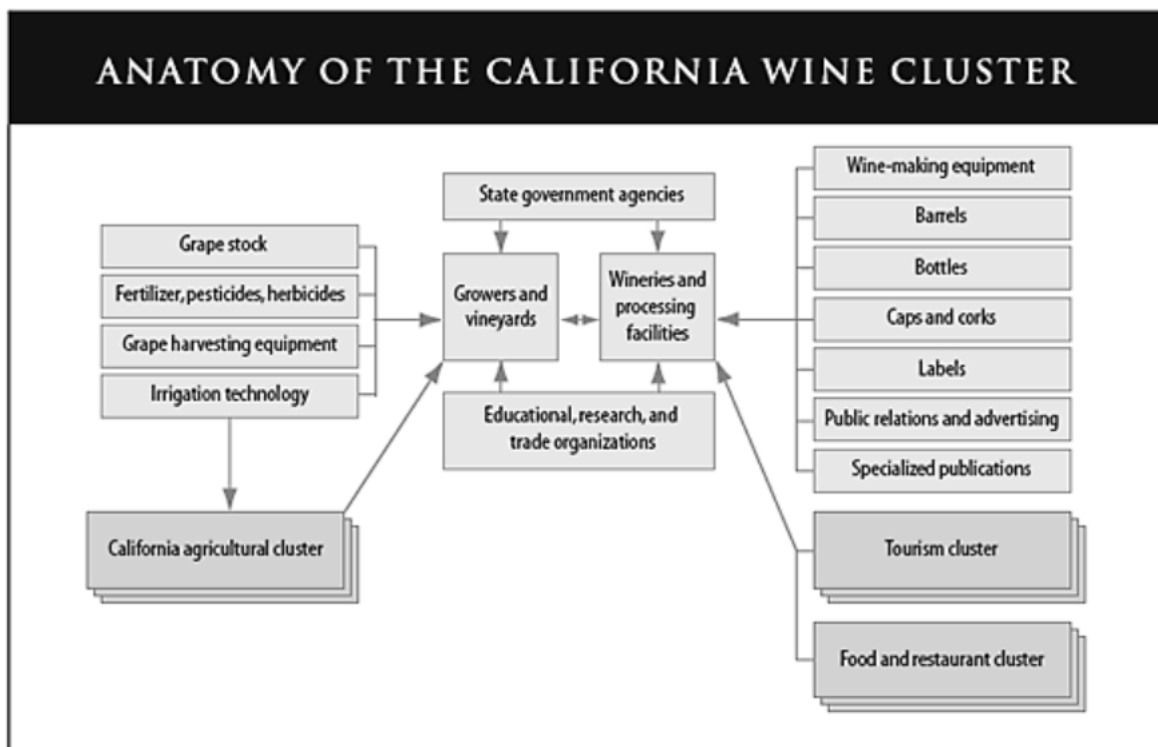 ANATOMY OF THE CALIFORNIA WINE CLUSTER
State government agencies
Grape stock
Fertilizer, pesticides, herbicides
Grape harvesting equipment
Irrigation technology
California agricultural cluster
Growers and
vineyards
Wineries and
processing
facilities
Educational, research, and
trade organizations
Wine-making equipment
Barrels
Bottles
Caps and corks
Labels
Public relations and advertising
Specialized publications
Tourism cluster
Food and restaurant cluster